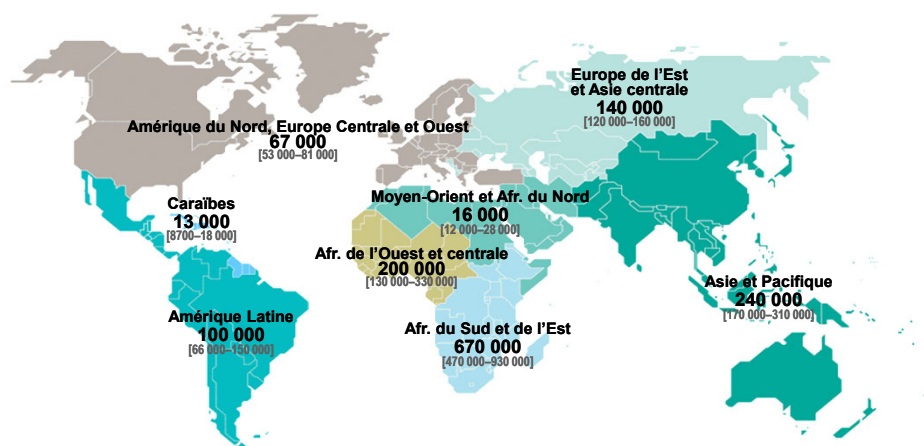 Europe de l'Est
et Asie centrale
140 000
[120 000–160 000]
Amérique du Nord, Europe Centrale et Ouest
67 000
[53 000–81 000]
Moyen-Orient et Afr. du Nord
16 000
[12 000–28 000]
Caraïbes
13 000
[8700–18 000]
Afr. de l'Ouest et centrale
200 000
[130 000–330 000]
Asie et Pacifique
240 000
[170 000–310 000]
Amérique Latine
100 000
[66 000–150 000]
Afr. du Sud et de l'Est
670 000
[470 000–930 000]